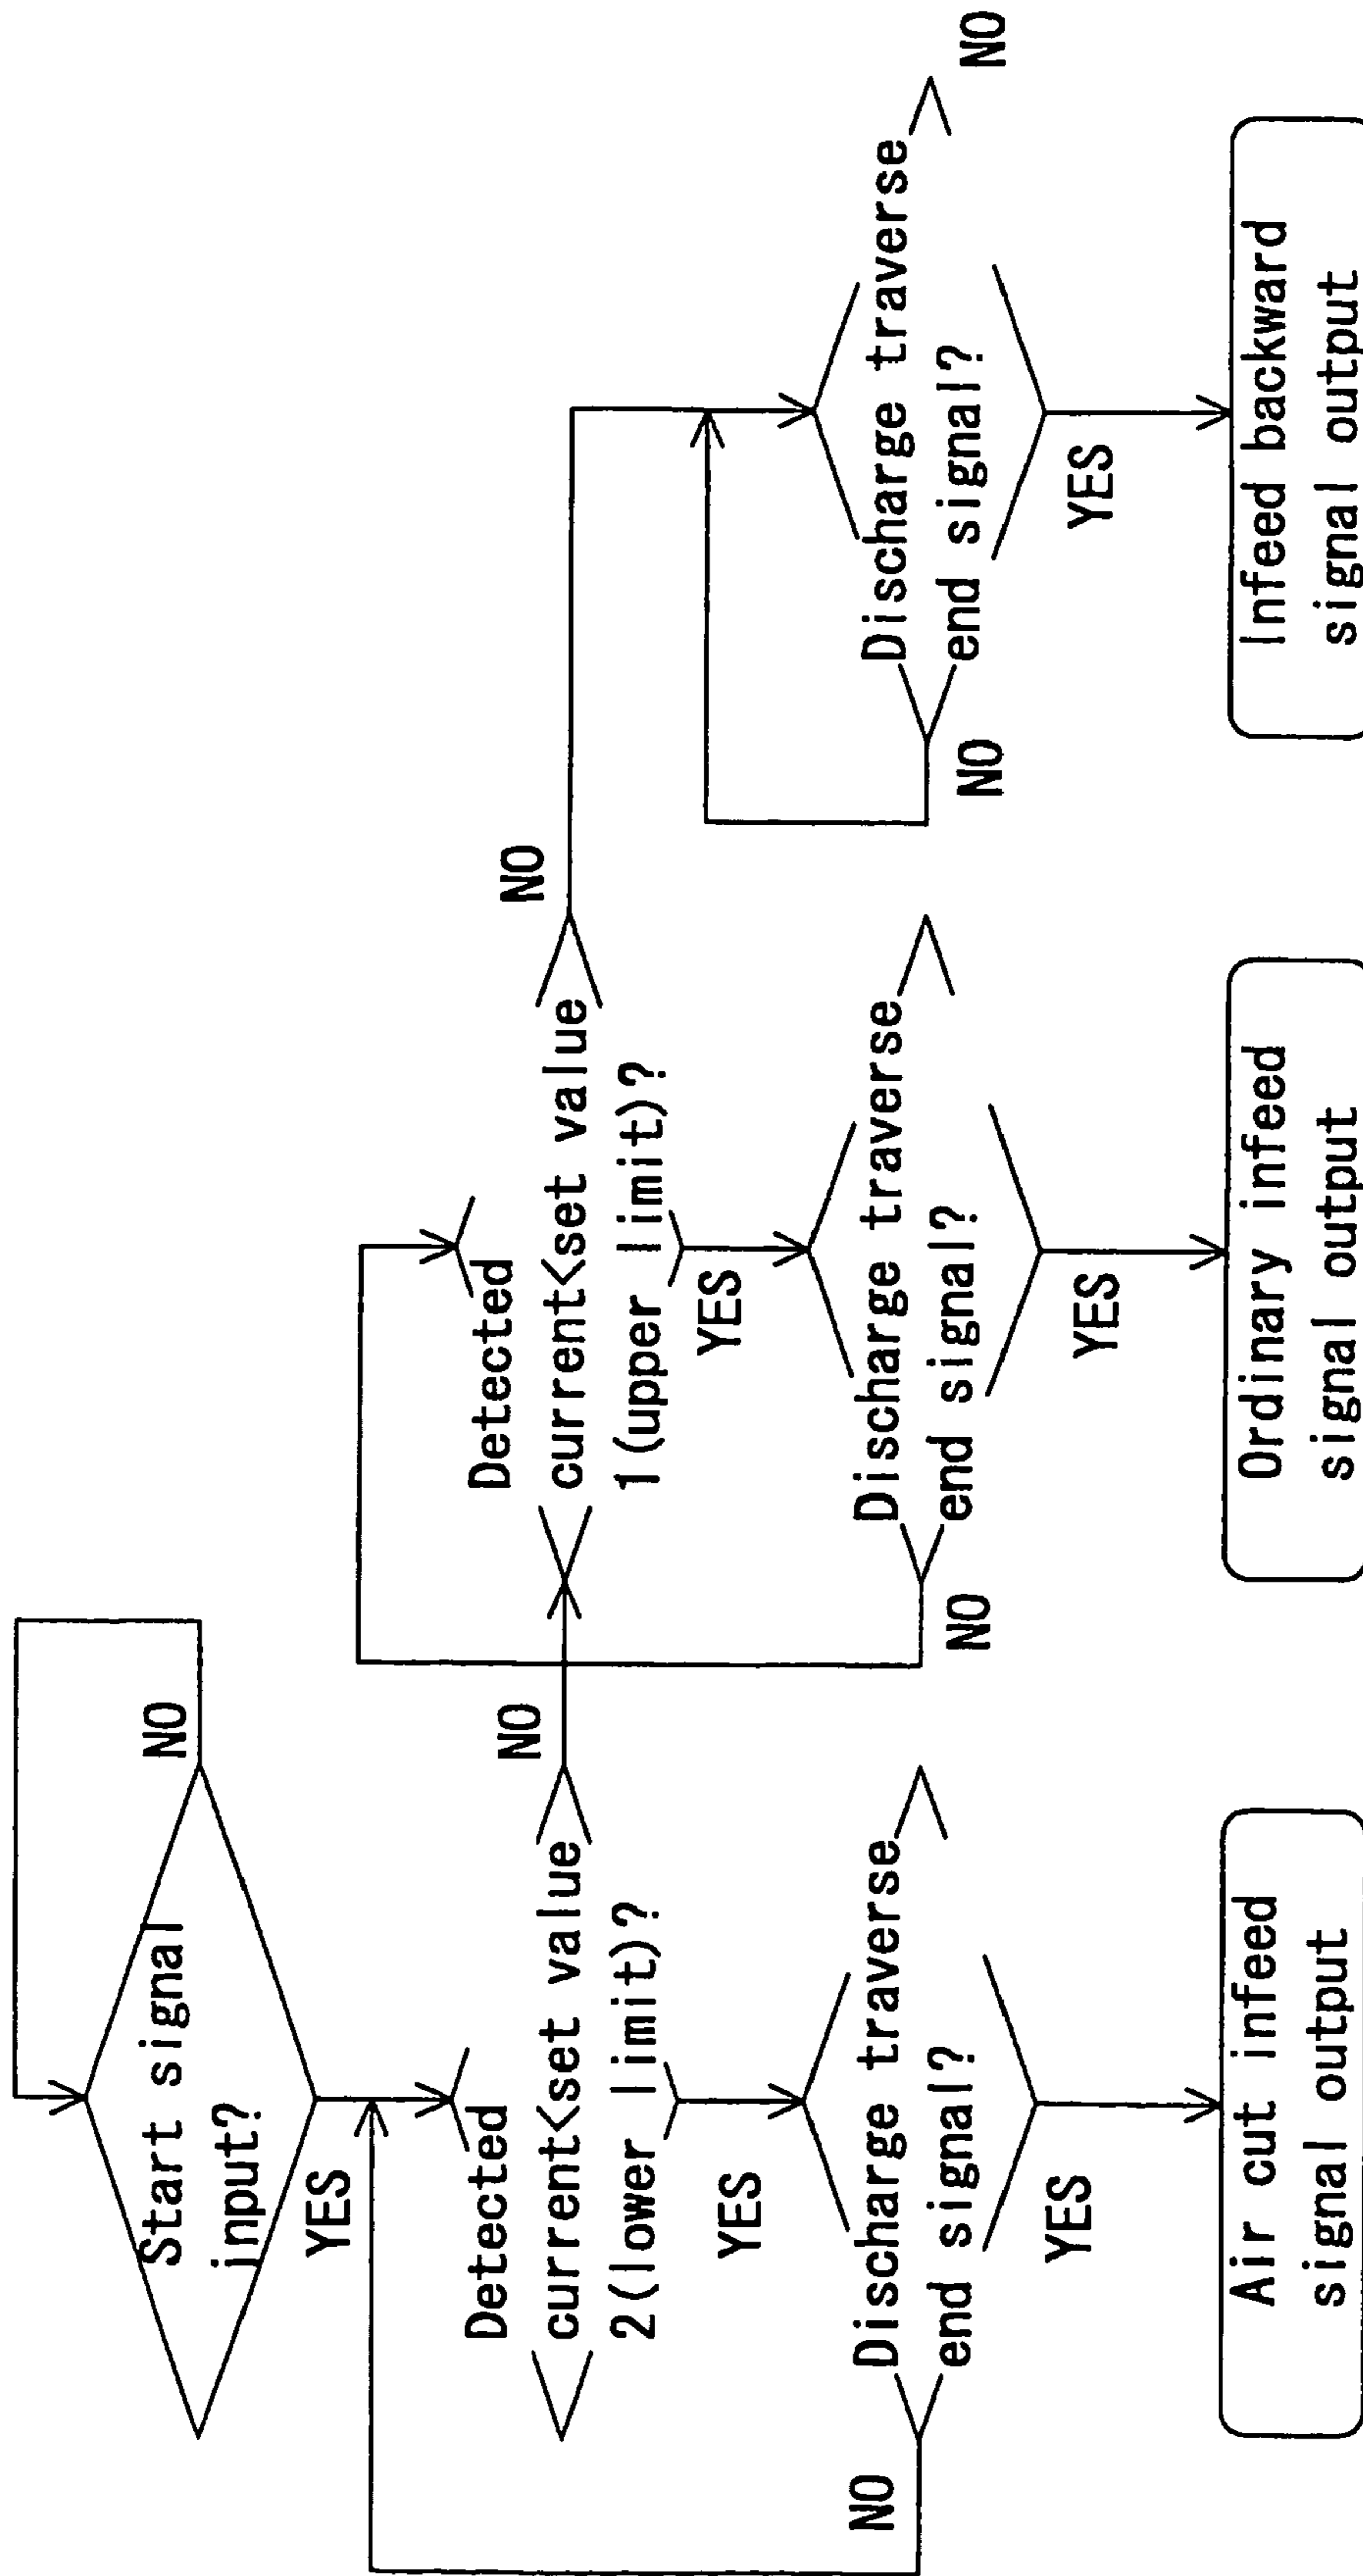 Start signal
input?
NO
YES
Detected
current<set value
2(lower limit)?
NO
YES
Discharge traverse
end signal?
NO
YES
Air cut infeed
signal output
Detected
current<set value
1(upper limit)?
NO
YES
Discharge traverse
end signal?
NO
YES
Ordinary infeed
signal output
Discharge traverse
end signal?
NO
NO
YES
Infeed backward
signal output